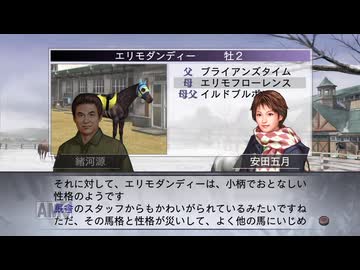 エリモダンディー　　牡２
父　ブライアンズタイム
母　エリモフローレンス
母父　イルドブルボン
緒河源
安田五月
それに対して、エリモダンディーは、小柄でおとなしい
性格のようです
厩舎のスタッフからもかわいがられているみたいですね
ただ、その馬格と性格が災いして、よく他の馬にいじめ